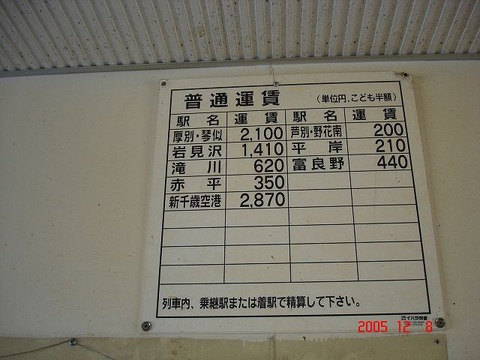 普通運賃 (単位円、こども半額)
駅名 運賃 駅名 運賃
厚別・琴似 2,100 芦別・野花南 200
岩見沢 1,410 平岸 210
滝川 620 富良野 440
赤平 350
新千歳空港 2,870
列車内、乗継駅または着駅で精算して下さい。
2005 12 8